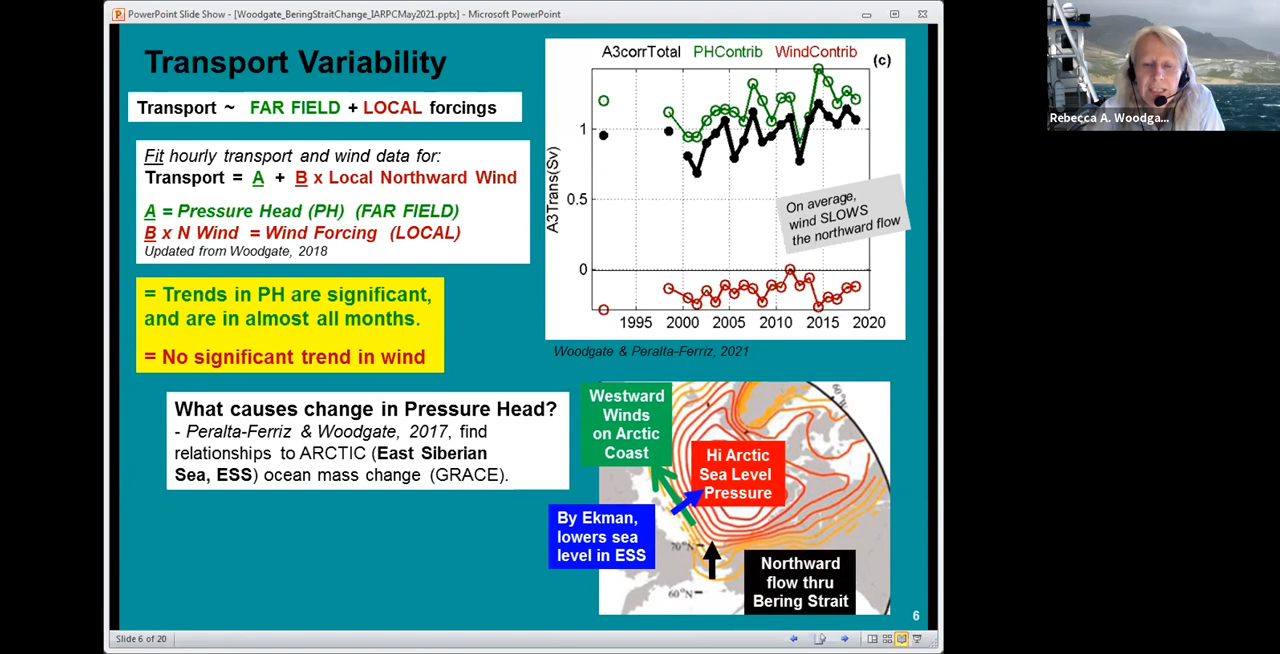 PowerPoint Slide Show - [Woodgate_BeringStraitChange_IARPCMay2021.pptx] - Microsoft PowerPoint
Transport Variability
Transport ~ FAR FIELD + LOCAL forcings
Fit hourly transport and wind data for:
Transport = A + B x Local Northward Wind
A = Pressure Head (PH) (FAR FIELD)
B x N Wind = Wind Forcing (LOCAL)
Updated from Woodgate, 2018
= Trends in PH are significant,
and are in almost all months.
= No significant trend in wind
What causes change in Pressure Head?
- Peralta-Ferriz & Woodgate, 2017, find
relationships to ARCTIC (East Siberian
Sea, ESS) ocean mass change (GRACE).
A3corrTotal PHContrib WindContrib
(c)
A3Trans(Sv)
1
0.5
0
1995 2000 2005 2010 2015 2020
On average,
wind SLOWS
the northward flow
Woodgate & Peralta-Ferriz, 2021
Westward
Winds
on Arctic
Coast
Hi Arctic
Sea Level
Pressure
By Ekman,
lowers sea
level in ESS
Northward
flow thru
Bering Strait
60°W
70°N
60°N
6
Slide 6 of 20
Rebecca A. Woodga...